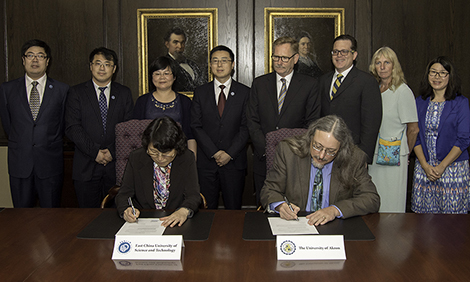 East China University of
Science and Technology
The University of Akron